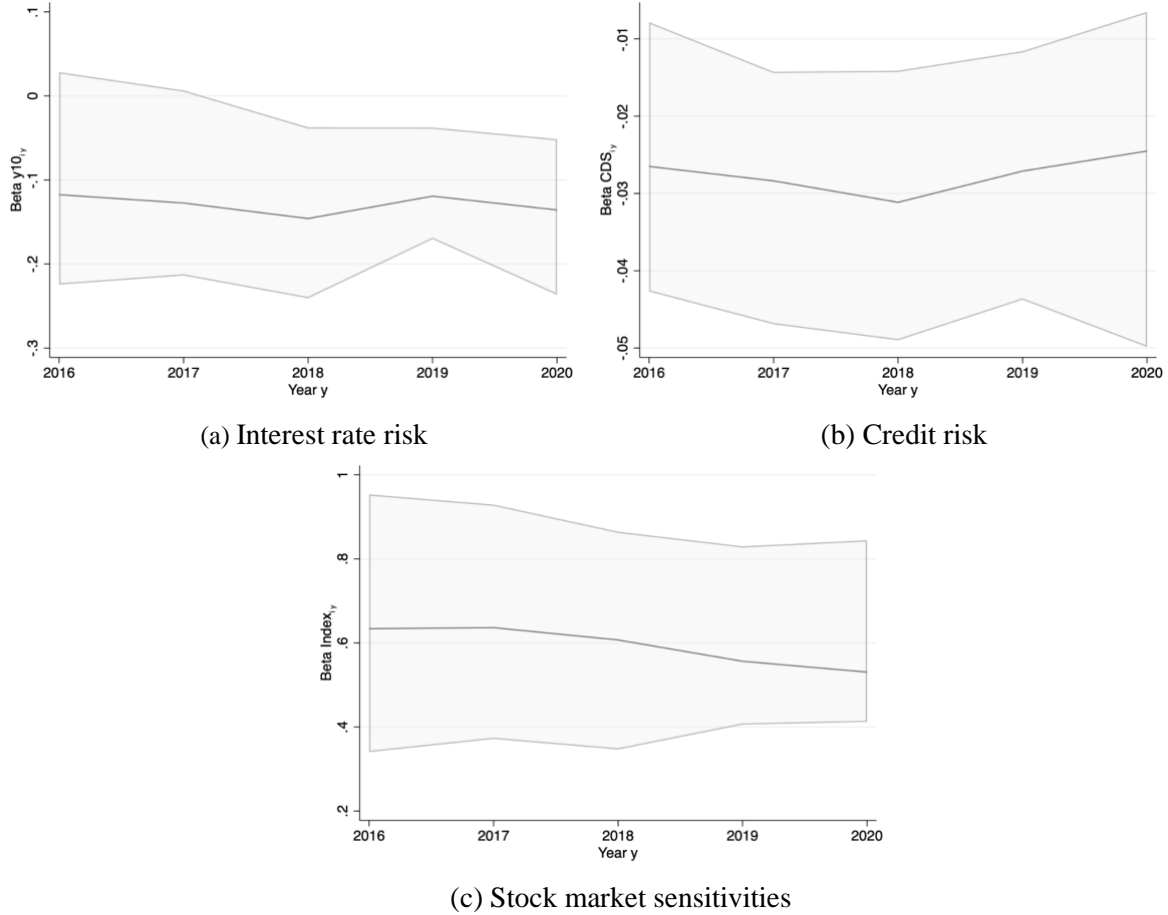 .1
0
-.1
-.2
-.3
Beta y10iy
2016 2017 2018 2019 2020
Year y
(a) Interest rate risk
-.01
-.02
-.03
-.04
-.05
Beta CDSiy
2016 2017 2018 2019 2020
Year y
(b) Credit risk
1
.8
.6
.4
.2
Beta Indexiy
2016 2017 2018 2019 2020
Year y
(c) Stock market sensitivities